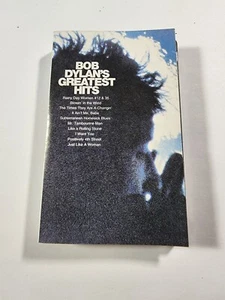 BOB
DYLAN'S
GREATEST
HITS
Rainy Day Women #12 & 35
Blowin' in the Wind
The Times They Are A-Changin'
It Ain't Me, Babe
Subterranean Homesick Blues
Mr. Tambourine Man
Like a Rolling Stone
I Want You
Positively 4th Street
Just Like A Woman